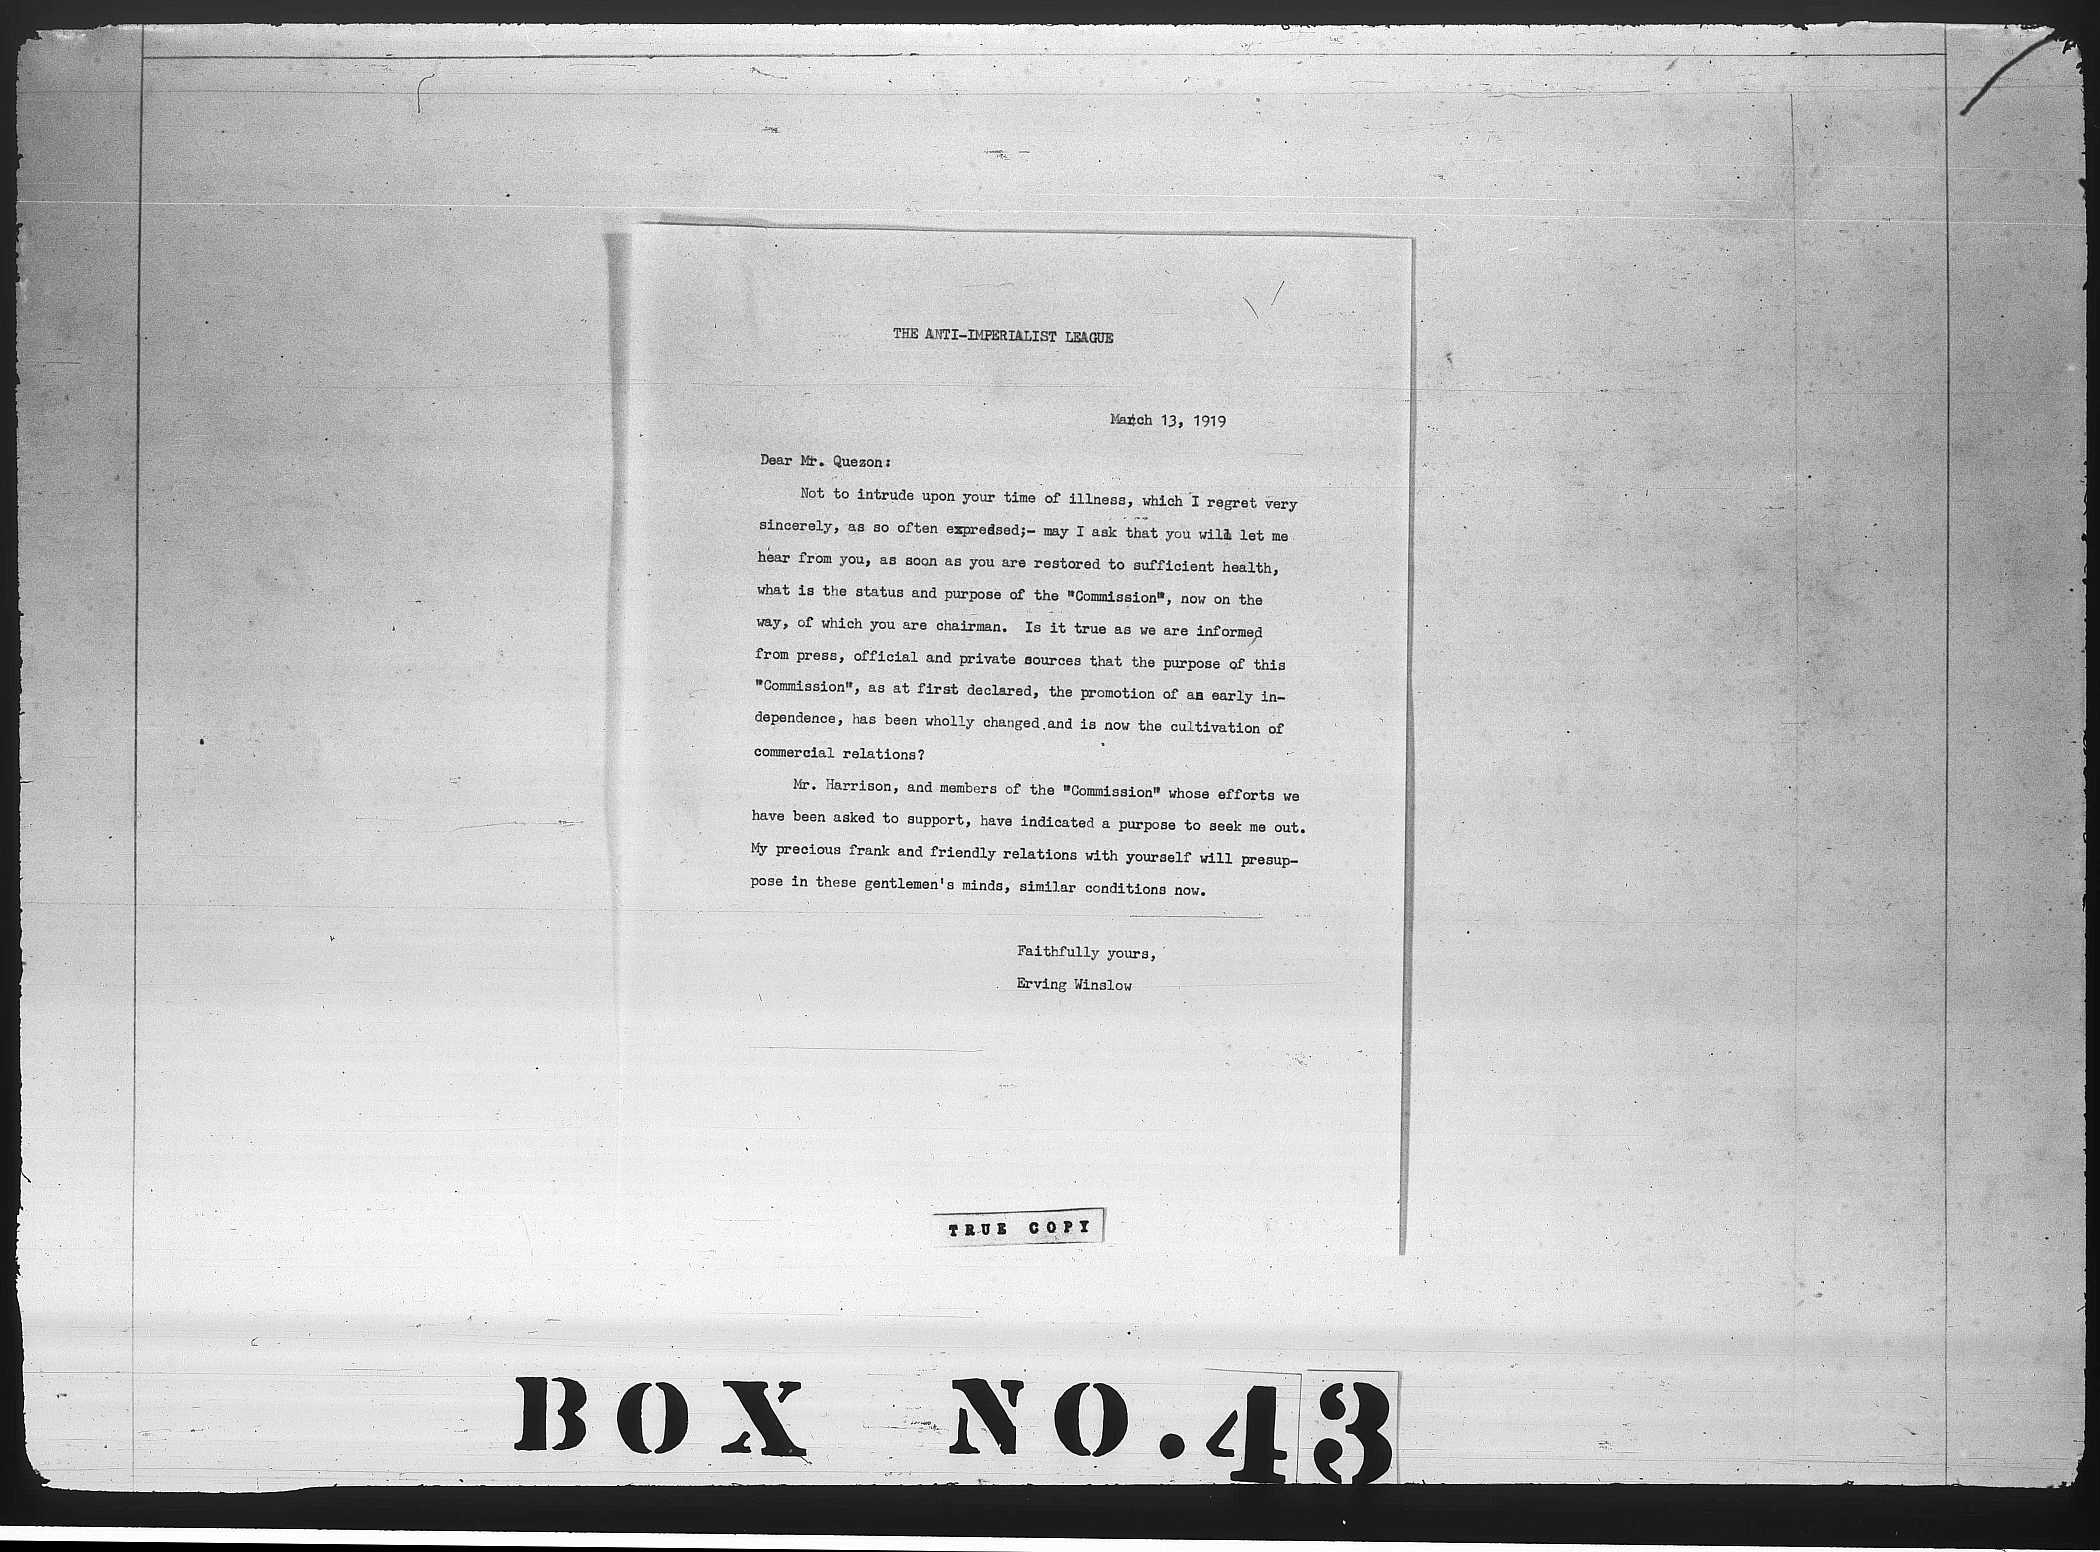 THE ANTI-IMPERIALIST LEAGUE
March 13, 1919
Dear Mr. Quezon:
Not to intrude upon your time of illness, which I regret very
sincerely, as so often expredsed;- may I ask that you will let me
hear from you, as soon as you are restored to sufficient health,
what is the status and purpose of the "Commission", now on the
way, of which you are chairman. Is it true as we are informed
from press, official and private sources that the purpose of this
"Commission", as at first declared, the promotion of an early in-
dependence, has been wholly changed and is now the cultivation of
commercial relations?
Mr. Harrison, and members of the "Commission" whose efforts we
have been asked to support, have indicated a purpose to seek me out.
My precious frank and friendly relations with yourself will presup-
pose in these gentlemen's minds, similar conditions now.
Faithfully yours,
Erving Winslow
TRUE COPY
BOX NO. 43